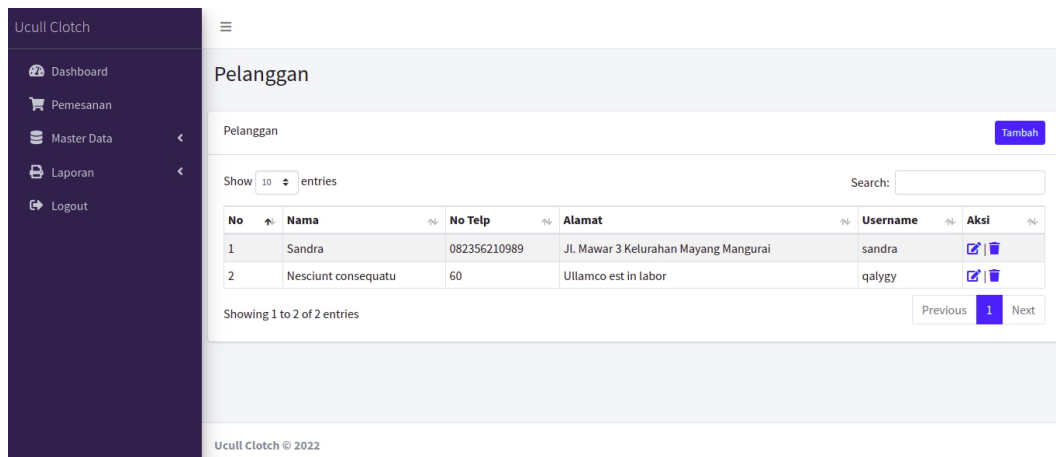 Ucull Clotch
Dashboard
Pemesanan
Master Data
Laporan
Logout
Pelanggan
Pelanggan
Tambah
Show 10 entries
Search:
No Nama No Telp Alamat Username Aksi
1 Sandra 082356210989 Jl. Mawar 3 Kelurahan Mayang Mangurai sandra |
2 Nesciunt consequatu 60 Ullamco est in labor qalygy |
Showing 1 to 2 of 2 entries
Previous 1 Next
Ucull Clotch © 2022